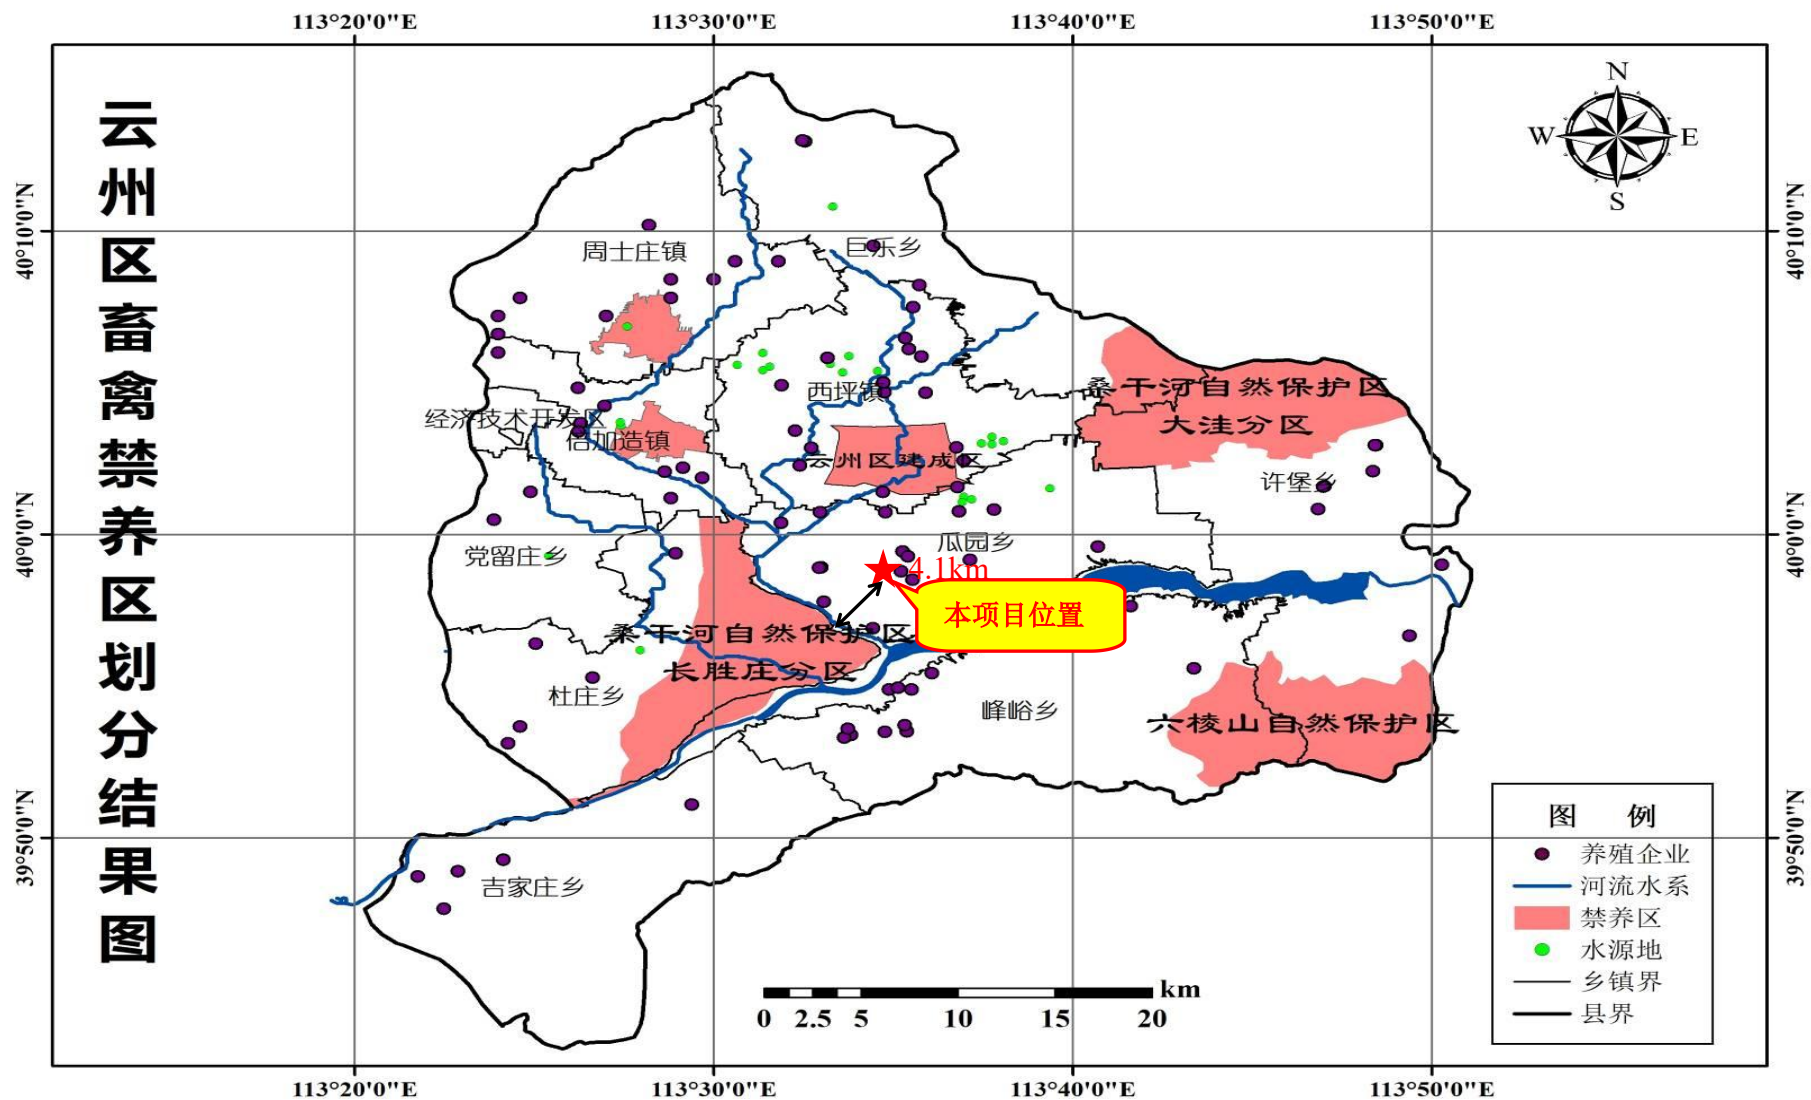 113°20'0"E
113°30'0"E
113°40'0"E
113°50'0"E
云州区畜禽禁养区划分结果图
N
W
E
S
40°10'0"N
40°10'0"N
周士庄镇
巨乐乡
桑干河自然保护区
大洼分区
西坪镇
经济技术开发区
倍加造镇
云州区建成区
许堡乡
40°0'0"N
40°0'0"N
党留庄乡
瓜园乡
4.1km
本项目位置
桑干河自然保护区
长胜庄分区
杜庄乡
峰峪乡
六棱山自然保护区
39°50'0"N
39°50'0"N
吉家庄乡
图 例
养殖企业
河流水系
禁养区
水源地
乡镇界
县界
km
0 2.5 5 10 15 20
113°20'0"E
113°30'0"E
113°40'0"E
113°50'0"E